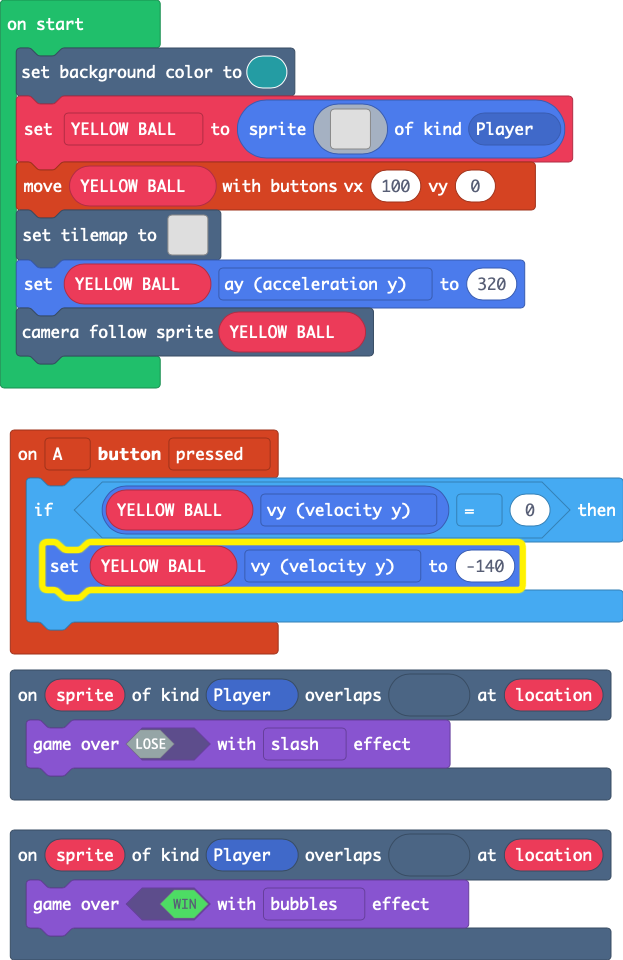 on start
set background color to
set YELLOW BALL to sprite of kind Player
move YELLOW BALL with buttons vx 100 vy 0
set tilemap to
set YELLOW BALL ay (acceleration y) to 320
camera follow sprite YELLOW BALL
on A button pressed
if YELLOW BALL vy (velocity y) = 0 then
set YELLOW BALL vy (velocity y) to -140
on sprite of kind Player overlaps at location
game over LOSE with slash effect
on sprite of kind Player overlaps at location
game over WIN with bubbles effect